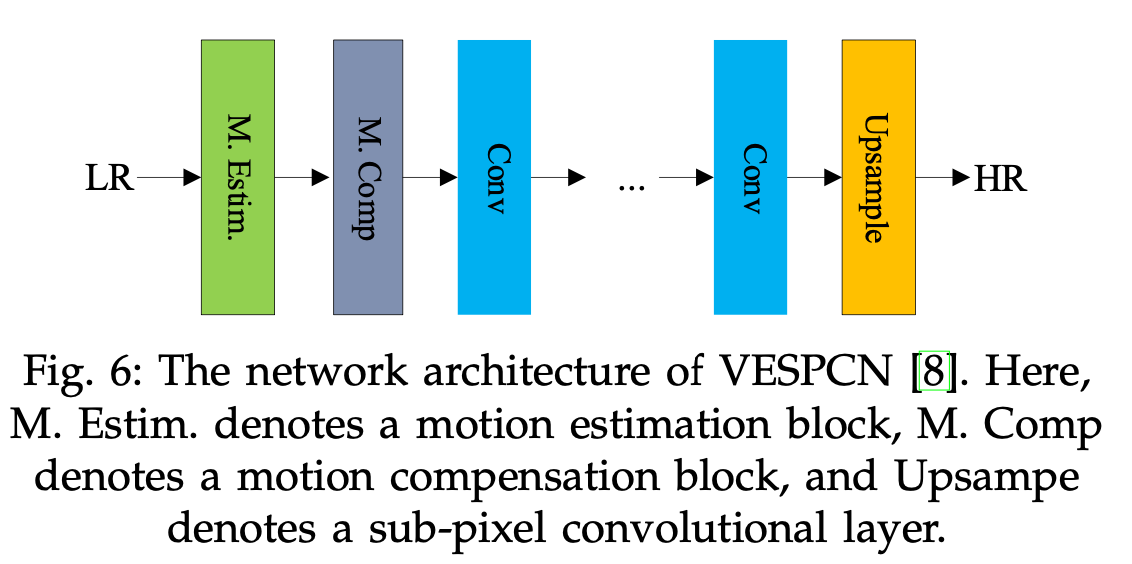 LR
M. Estim.
M. Comp
Conv
...
Conv
Upsample
HR
Fig. 6: The network architecture of VESPCN [8]. Here,
M. Estim. denotes a motion estimation block, M. Comp
denotes a motion compensation block, and Upsampe
denotes a sub-pixel convolutional layer.